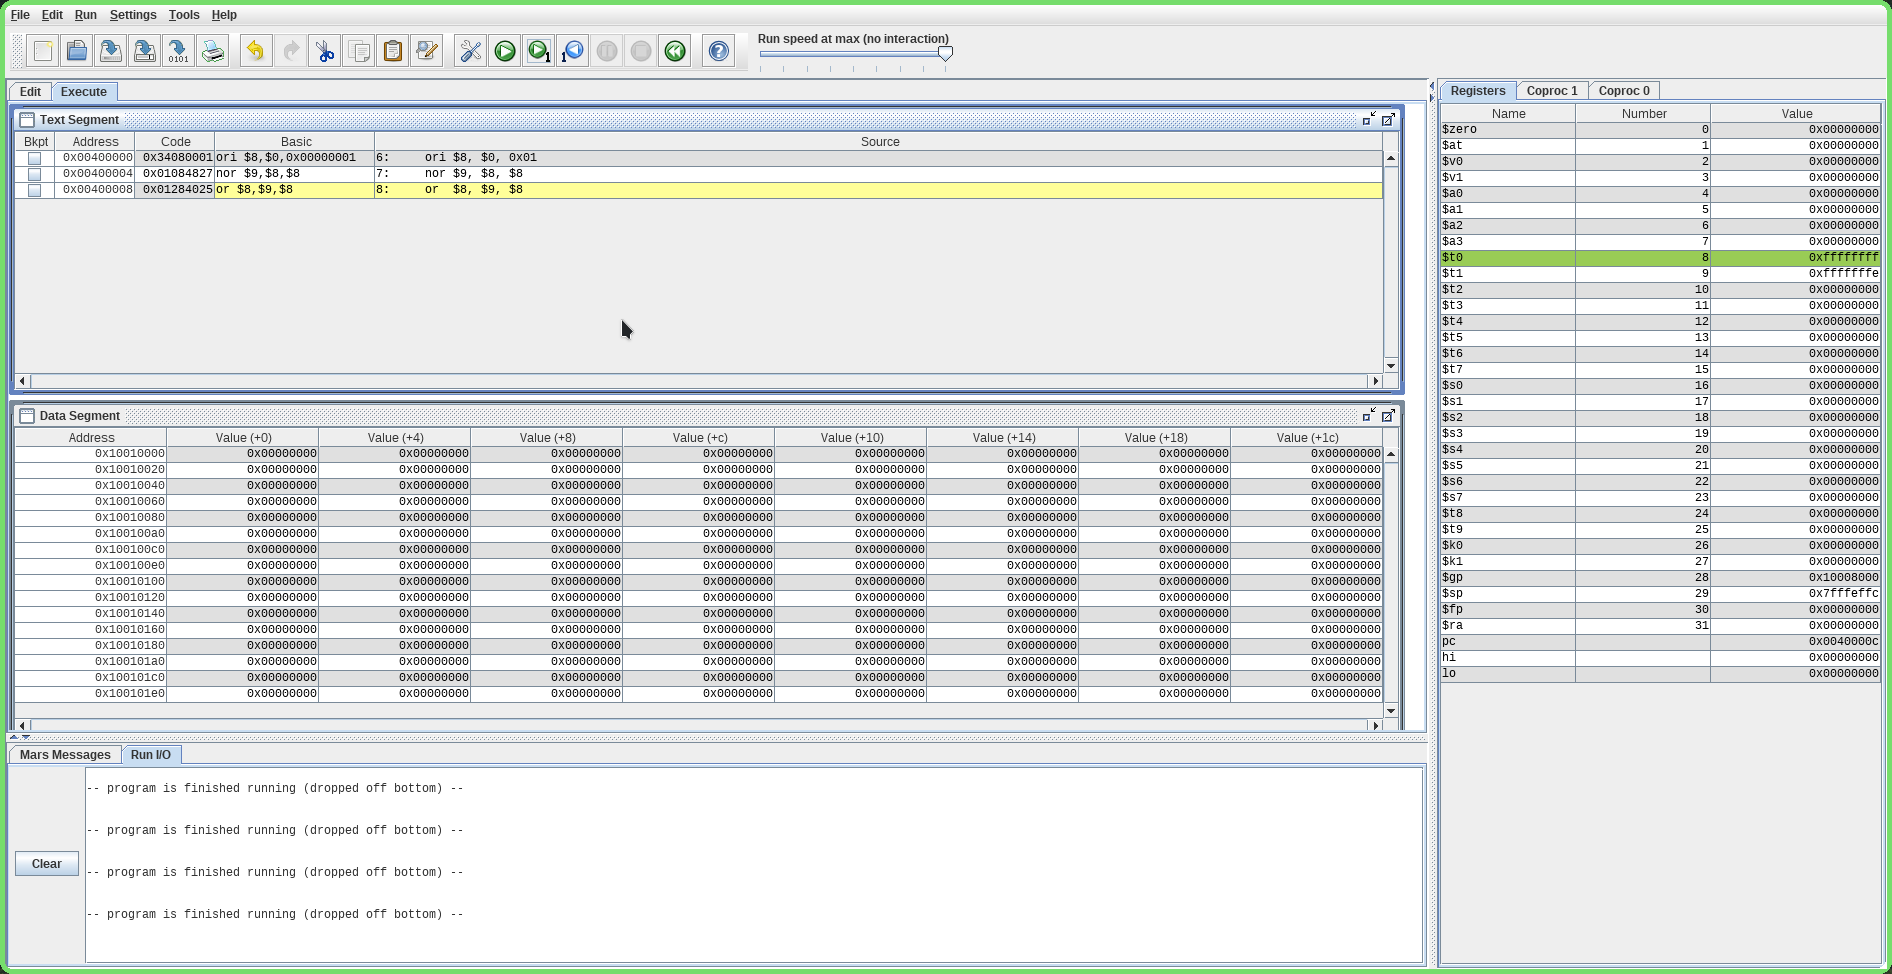 File Edit Run Settings Tools Help
0101
1
1
Run speed at max (no interaction)
Edit Execute
Text Segment
Bkpt Address Code Basic Source
0x00400000 0x34080001 ori $8,$0,0x00000001 6: ori $8, $0, 0x01
0x00400004 0x01084827 nor $9,$8,$8 7: nor $9, $8, $8
0x00400008 0x01284025 or $8,$9,$8 8: or $8, $9, $8
Data Segment
Address Value (+0) Value (+4) Value (+8) Value (+c) Value (+10) Value (+14) Value (+18) Value (+1c)
0x10010000 0x00000000 0x00000000 0x00000000 0x00000000 0x00000000 0x00000000 0x00000000 0x00000000
0x10010020 0x00000000 0x00000000 0x00000000 0x00000000 0x00000000 0x00000000 0x00000000 0x00000000
0x10010040 0x00000000 0x00000000 0x00000000 0x00000000 0x00000000 0x00000000 0x00000000 0x00000000
0x10010060 0x00000000 0x00000000 0x00000000 0x00000000 0x00000000 0x00000000 0x00000000 0x00000000
0x10010080 0x00000000 0x00000000 0x00000000 0x00000000 0x00000000 0x00000000 0x00000000 0x00000000
0x100100a0 0x00000000 0x00000000 0x00000000 0x00000000 0x00000000 0x00000000 0x00000000 0x00000000
0x100100c0 0x00000000 0x00000000 0x00000000 0x00000000 0x00000000 0x00000000 0x00000000 0x00000000
0x100100e0 0x00000000 0x00000000 0x00000000 0x00000000 0x00000000 0x00000000 0x00000000 0x00000000
0x10010100 0x00000000 0x00000000 0x00000000 0x00000000 0x00000000 0x00000000 0x00000000 0x00000000
0x10010120 0x00000000 0x00000000 0x00000000 0x00000000 0x00000000 0x00000000 0x00000000 0x00000000
0x10010140 0x00000000 0x00000000 0x00000000 0x00000000 0x00000000 0x00000000 0x00000000 0x00000000
0x10010160 0x00000000 0x00000000 0x00000000 0x00000000 0x00000000 0x00000000 0x00000000 0x00000000
0x10010180 0x00000000 0x00000000 0x00000000 0x00000000 0x00000000 0x00000000 0x00000000 0x00000000
0x100101a0 0x00000000 0x00000000 0x00000000 0x00000000 0x00000000 0x00000000 0x00000000 0x00000000
0x100101c0 0x00000000 0x00000000 0x00000000 0x00000000 0x00000000 0x00000000 0x00000000 0x00000000
0x100101e0 0x00000000 0x00000000 0x00000000 0x00000000 0x00000000 0x00000000 0x00000000 0x00000000
Mars Messages Run I/O
-- program is finished running (dropped off bottom) --
-- program is finished running (dropped off bottom) --
-- program is finished running (dropped off bottom) --
-- program is finished running (dropped off bottom) --
Clear
Registers Coproc 1 Coproc 0
Name Number Value
$zero 0 0x00000000
$at 1 0x00000000
$v0 2 0x00000000
$v1 3 0x00000000
$a0 4 0x00000000
$a1 5 0x00000000
$a2 6 0x00000000
$a3 7 0x00000000
$t0 8 0xffffffff
$t1 9 0xfffffffe
$t2 10 0x00000000
$t3 11 0x00000000
$t4 12 0x00000000
$t5 13 0x00000000
$t6 14 0x00000000
$t7 15 0x00000000
$s0 16 0x00000000
$s1 17 0x00000000
$s2 18 0x00000000
$s3 19 0x00000000
$s4 20 0x00000000
$s5 21 0x00000000
$s6 22 0x00000000
$s7 23 0x00000000
$t8 24 0x00000000
$t9 25 0x00000000
$k0 26 0x00000000
$k1 27 0x00000000
$gp 28 0x10008000
$sp 29 0x7fffeffc
$fp 30 0x00000000
$ra 31 0x00000000
pc 0x0040000c
hi 0x00000000
lo 0x00000000